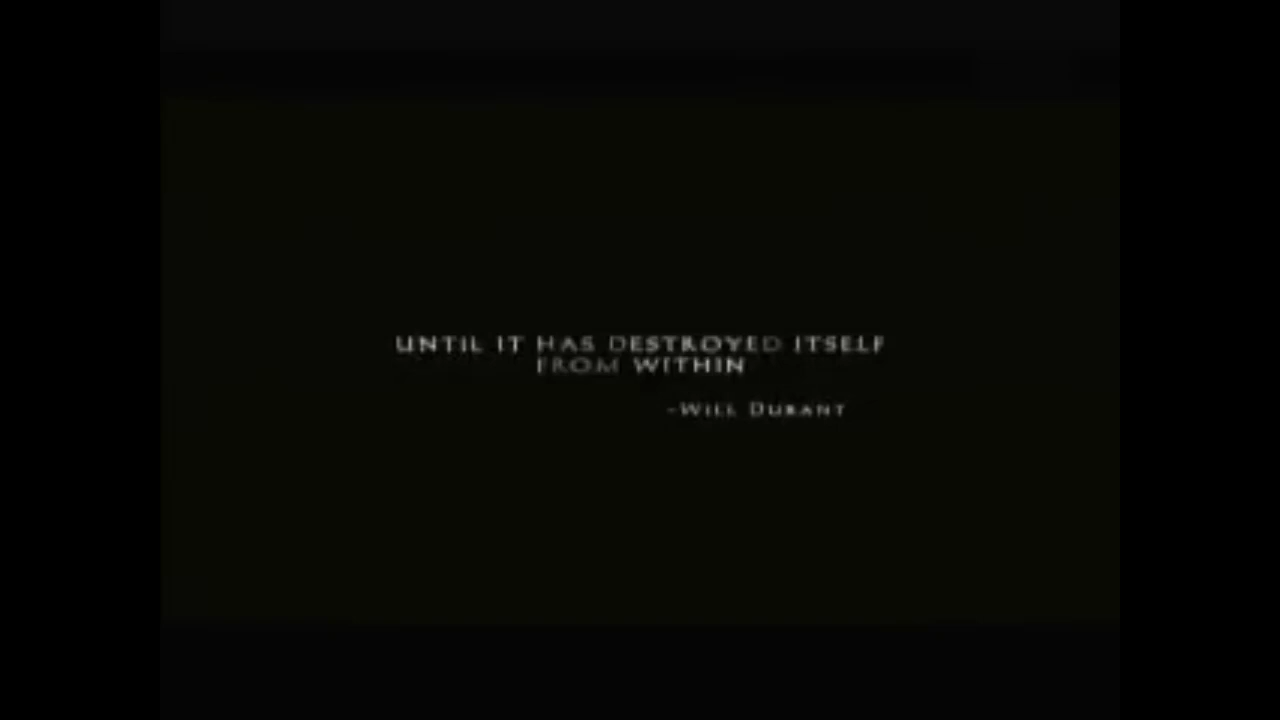 UNTIL IT HAS DESTROYED ITSELF
FROM WITHIN
-WILL DURANT